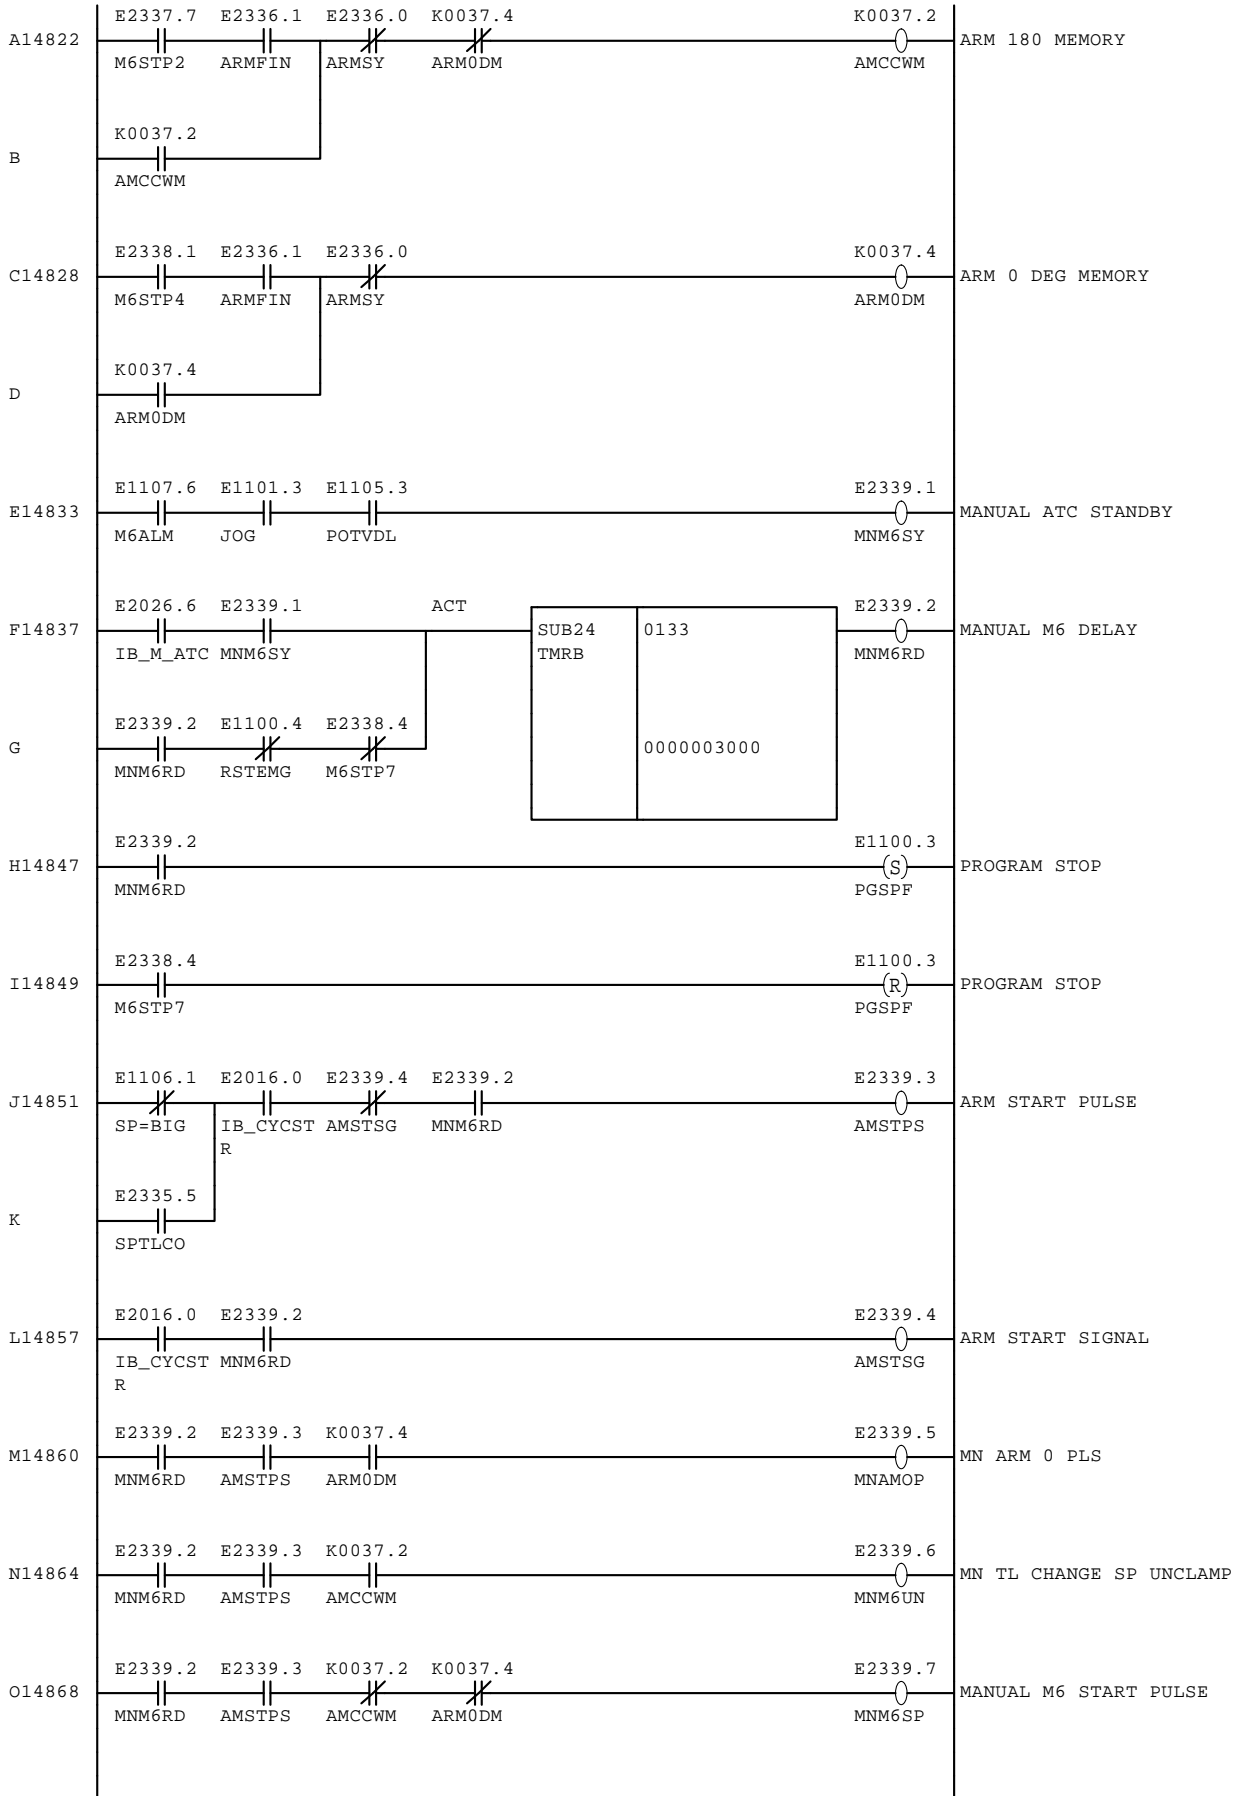 E2337.7 E2336.1 E2336.0 K0037.4 K0037.2
A14822 ARM 180 MEMORY
M6STP2 ARMFIN ARMSY ARM0DM AMCCWM
K0037.2
B
AMCCWM
E2338.1 E2336.1 E2336.0 K0037.4
C14828 ARM 0 DEG MEMORY
M6STP4 ARMFIN ARMSY ARM0DM
K0037.4
D
ARM0DM
E1107.6 E1101.3 E1105.3 E2339.1
E14833 MANUAL ATC STANDBY
M6ALM JOG POTVDL MNM6SY
E2026.6 E2339.1 ACT E2339.2
F14837 SUB24 0133 MANUAL M6 DELAY
IB_M_ATC MNM6SY TMRB MNM6RD
E2339.2 E1100.4 E2338.4
G 0000003000
MNM6RD RSTEMG M6STP7
E2339.2 E1100.3
H14847 (S) PROGRAM STOP
MNM6RD PGSPF
E2338.4 E1100.3
I14849 (R) PROGRAM STOP
M6STP7 PGSPF
E1106.1 E2016.0 E2339.4 E2339.2 E2339.3
J14851 ARM START PULSE
SP=BIG IB_CYCST AMSTSG MNM6RD AMSTPS
R
E2335.5
K
SPTLCO
E2016.0 E2339.2 E2339.4
L14857 ARM START SIGNAL
IB_CYCST MNM6RD AMSTSG
R
E2339.2 E2339.3 K0037.4 E2339.5
M14860 MN ARM 0 PLS
MNM6RD AMSTPS ARM0DM MNAMOP
E2339.2 E2339.3 K0037.2 E2339.6
N14864 MN TL CHANGE SP UNCLAMP
MNM6RD AMSTPS AMCCWM MNM6UN
E2339.2 E2339.3 K0037.2 K0037.4 E2339.7
O14868 MANUAL M6 START PULSE
MNM6RD AMSTPS AMCCWM ARM0DM MNM6SP